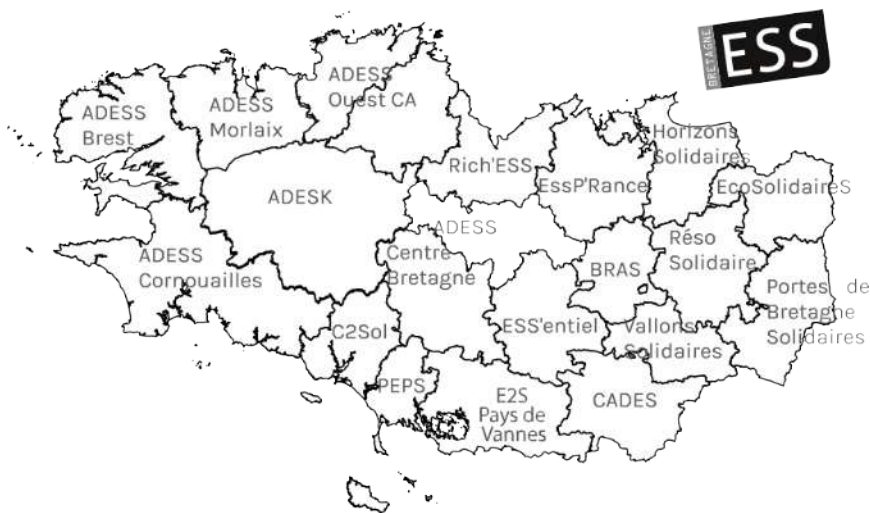 BRETAGNE
ESS
ADESS
Ouest CA
ADESS
Brest
ADESS
Morlaix
Horizons
Solidaires
Rich'ESS
EssP'Rance
EcoSolidaireS
ADESK
ADESS
Centre
Bretagne
ADESS
Cornouailles
BRAS
Réso
Solidaire
Portes de
Bretagne
Solidaires
C2Sol
ESS'entiel
Vallons
Solidaires
PEPS
E2S
Pays de
Vannes
CADES